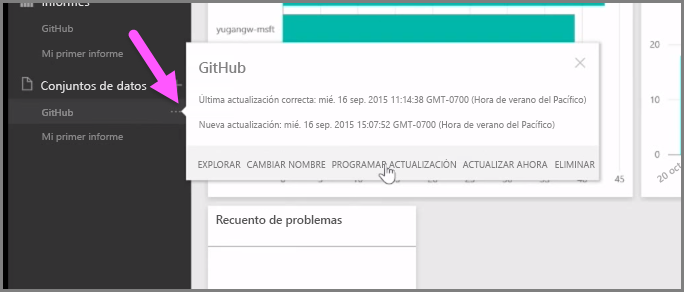 Informes
GitHub
Mi primer informe
Conjuntos de datos
GitHub
Mi primer informe
yugangw-msft
GitHub
Última actualización correcta: mié. 16 sep. 2015 11:14:38 GMT-0700 (Hora de verano del Pacífico)
Nueva actualización: mié. 16 sep. 2015 15:07:52 GMT-0700 (Hora de verano del Pacífico)
EXPLORAR CAMBIAR NOMBRE PROGRAMAR ACTUALIZACIÓN ACTUALIZAR AHORA ELIMINAR
45
20
10
0
20 oct
Recuento de problemas